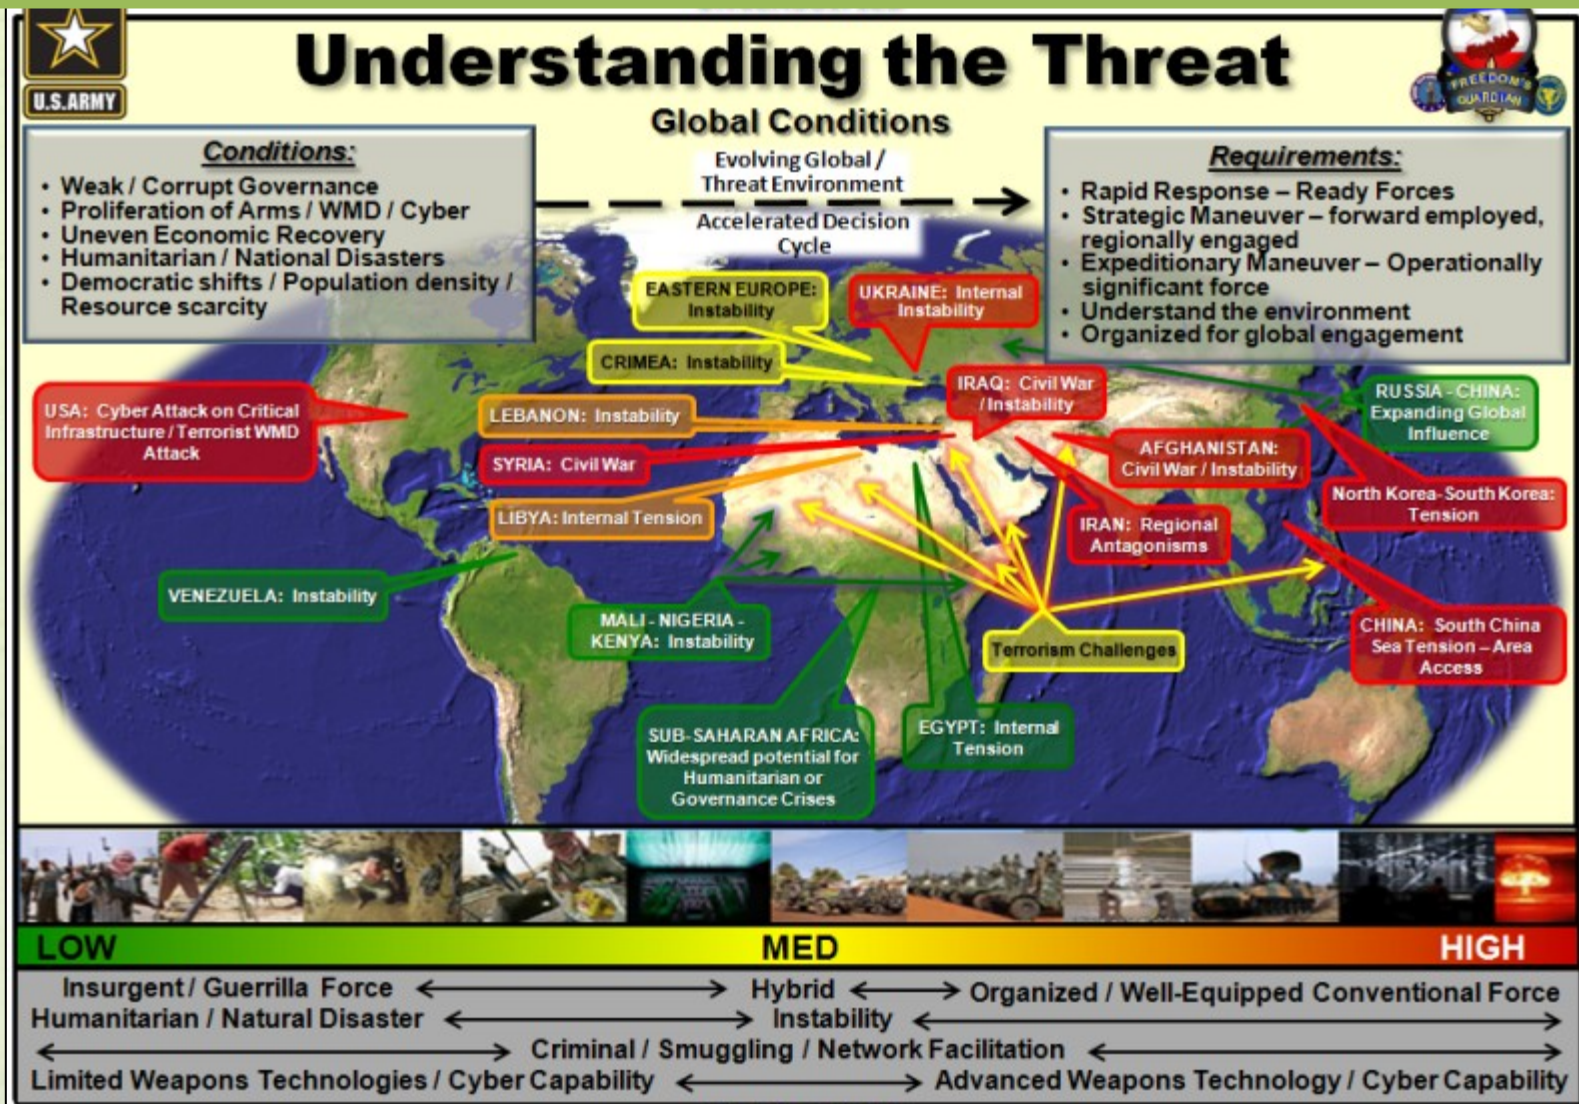 U.S.ARMY
Understanding the Threat
FREEDOM'S
GUARDIAN
Global Conditions
Conditions:
• Weak / Corrupt Governance
• Proliferation of Arms / WMD / Cyber
• Uneven Economic Recovery
• Humanitarian / National Disasters
• Democratic shifts / Population density /
Resource scarcity
Evolving Global /
Threat Environment
Accelerated Decision
Cycle
Requirements:
• Rapid Response – Ready Forces
• Strategic Maneuver – forward employed,
regionally engaged
• Expeditionary Maneuver – Operationally
significant force
• Understand the environment
• Organized for global engagement
EASTERN EUROPE:
Instability
UKRAINE: Internal
Instability
CRIMEA: Instability
IRAQ: Civil War
/ Instability
RUSSIA - CHINA:
Expanding Global
Influence
USA: Cyber Attack on Critical
Infrastructure / Terrorist WMD
Attack
LEBANON: Instability
AFGHANISTAN:
Civil War / Instability
SYRIA: Civil War
North Korea- South Korea:
Tension
LIBYA: Internal Tension
IRAN: Regional
Antagonisms
VENEZUELA: Instability
MALI - NIGERIA -
KENYA: Instability
Terrorism Challenges
CHINA: South China
Sea Tension – Area
Access
SUB- SAHARAN AFRICA:
Widespread potential for
Humanitarian or
Governance Crises
EGYPT: Internal
Tension
LOW MED HIGH
Insurgent / Guerrilla Force Hybrid Organized / Well-Equipped Conventional Force
Humanitarian / Natural Disaster Instability
Criminal / Smuggling / Network Facilitation
Limited Weapons Technologies / Cyber Capability Advanced Weapons Technology / Cyber Capability